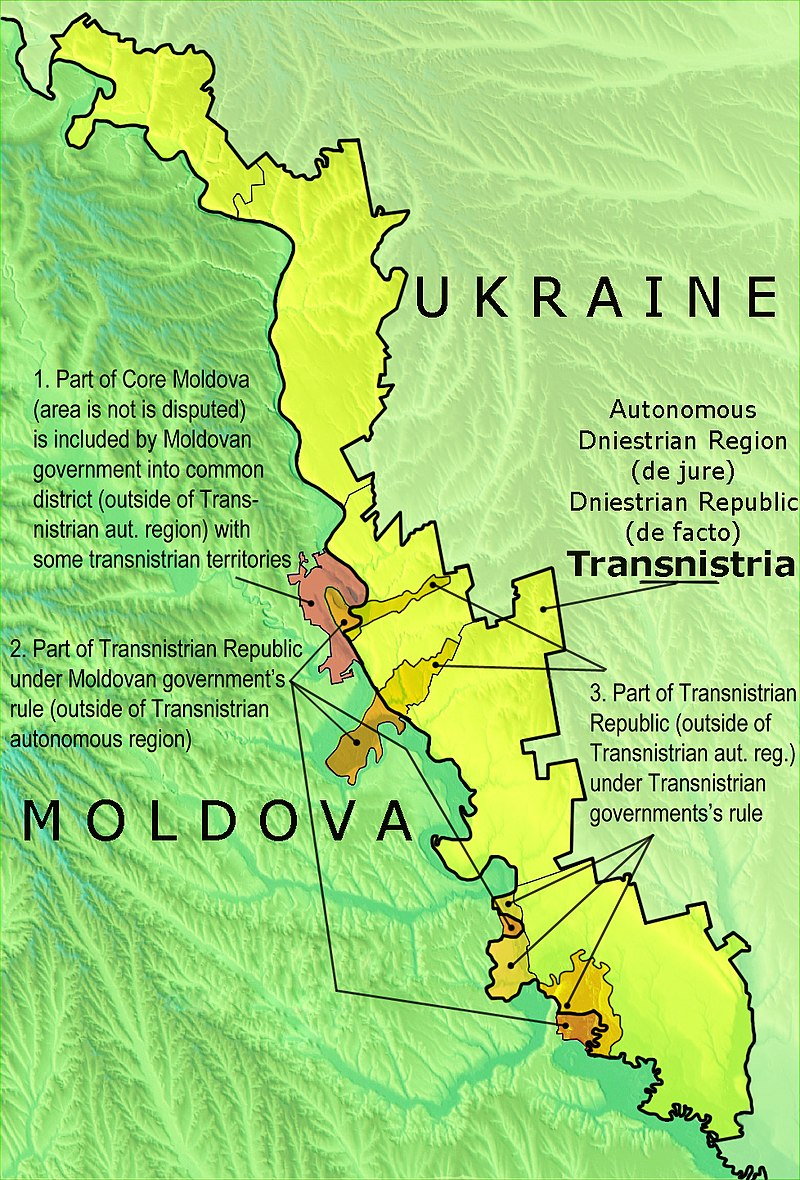 UKRAINE
1. Part of Core Moldova
(area is not is disputed)
is included by Moldovan
government into common
district (outside of Trans-
nistrian aut. region) with
some transnistrian territories
Autonomous
Dniestrian Region
(de jure)
Dniestrian Republic
(de facto)
Transnistria
2. Part of Transnistrian Republic
under Moldovan government's
rule (outside of Transnistrian
autonomous region)
3. Part of Transnistrian
Republic (outside of
Transnistrian aut. reg.)
under Transnistrian
governments's rule
MOLDOVA